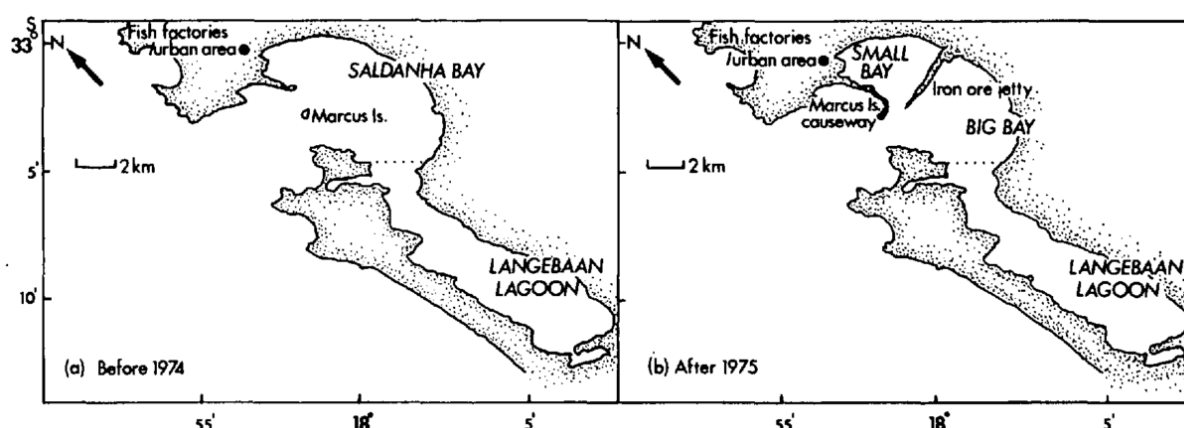 S
33°
N
Fish factories
/urban area
SALDANHA BAY
Marcus Is.
2 km
5'
LANGEBAAN
LAGOON
10'
(a) Before 1974
55'
18°
5'
N
Fish factories
/urban area
SMALL
BAY
Iron ore jetty
Marcus Is.
causeway
BIG BAY
2 km
LANGEBAAN
LAGOON
(b) After 1975
55'
18°
5'